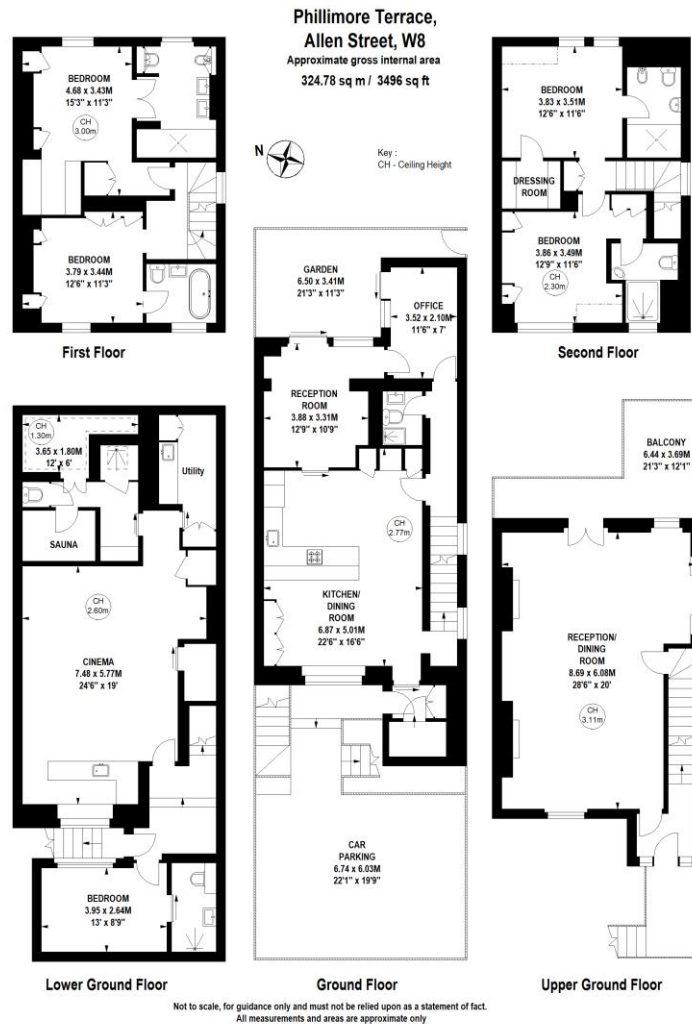 Phillimore Terrace,
Allen Street, W8
Approximate gross internal area
324.78 sq m / 3496 sq ft
N
Key :
CH - Ceiling Height
BEDROOM
4.68 x 3.43M
15'3" x 11'3"
CH
3.00m
BEDROOM
3.79 x 3.44M
12'6" x 11'3"
First Floor
BEDROOM
3.83 x 3.51M
12'6" x 11'6"
DRESSING
ROOM
BEDROOM
3.86 x 3.49M
12'9" x 11'6"
CH
2.30m
Second Floor
GARDEN
6.50 x 3.41M
21'3" x 11'3"
OFFICE
3.52 x 2.10M
11'6" x 7'
RECEPTION
ROOM
3.88 x 3.31M
12'9" x 10'9"
CH
2.77m
KITCHEN/
DINING
ROOM
6.87 x 5.01M
22'6" x 16'6"
CAR
PARKING
6.74 x 6.03M
22'1" x 19'9"
Ground Floor
CH
1.30m
3.65 x 1.80M
12' x 6'
Utility
SAUNA
CH
2.60m
CINEMA
7.48 x 5.77M
24'6" x 19'
BEDROOM
3.95 x 2.64M
13' x 8'9"
Lower Ground Floor
BALCONY
6.44 x 3.69M
21'3" x 12'1"
RECEPTION/
DINING
ROOM
8.69 x 6.08M
28'6" x 20'
CH
3.11m
Upper Ground Floor
Not to scale, for guidance only and must not be relied upon as a statement of fact.
All measurements and areas are approximate only